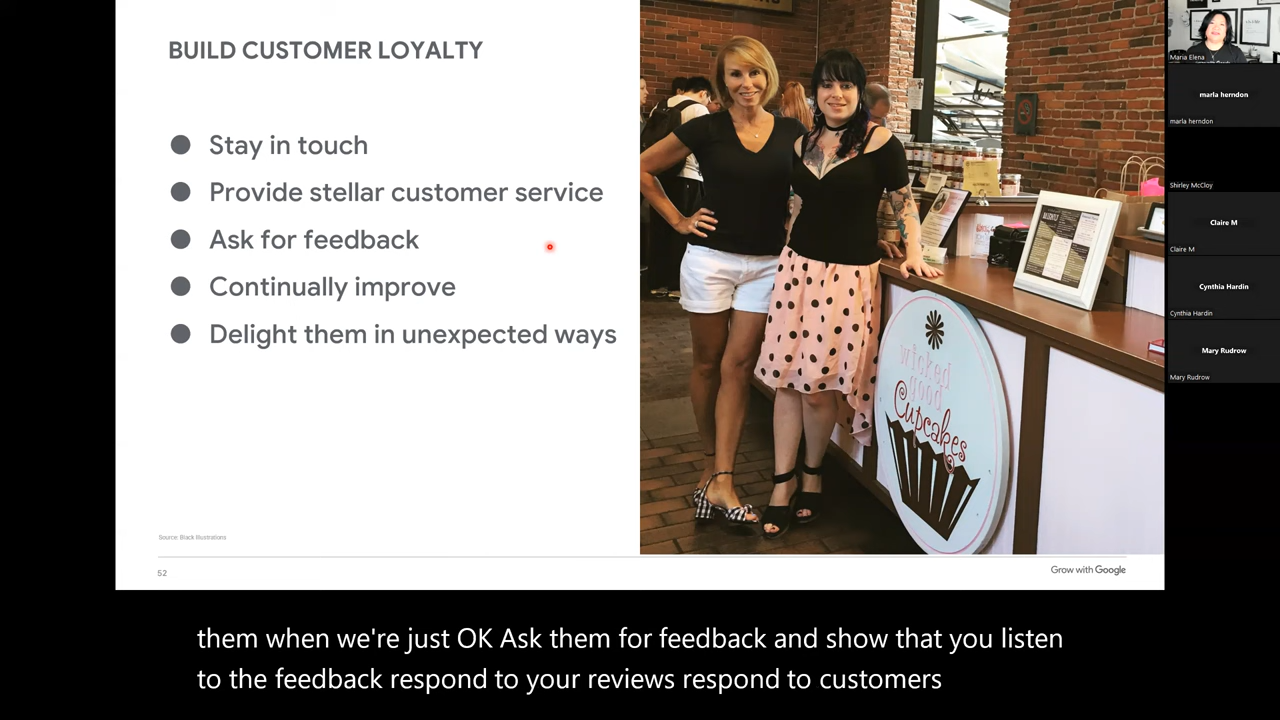 BUILD CUSTOMER LOYALTY
● Stay in touch
● Provide stellar customer service
● Ask for feedback
● Continually improve
● Delight them in unexpected ways
Source: Black Illustrations
52
Grow with Google
Cupcakes
Maria Elena
marla herndon
marla herndon
Shirley McCloy
Claire M
Claire M
Cynthia Hardin
Cynthia Hardin
Mary Rudrow
Mary Rudrow
them when we're just OK Ask them for feedback and show that you listen
to the feedback respond to your reviews respond to customers